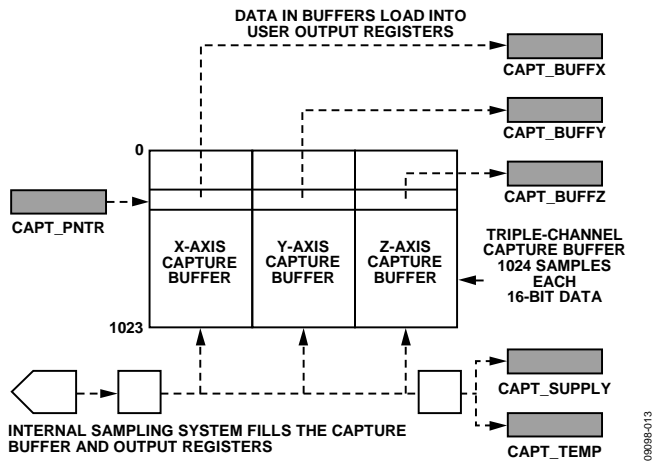 DATA IN BUFFERS LOAD INTO
USER OUTPUT REGISTERS
CAPT_BUFFX
CAPT_BUFFY
0
CAPT_BUFFZ
CAPT_PNTR
X-AXIS
CAPTURE
BUFFER
Y-AXIS
CAPTURE
BUFFER
Z-AXIS
CAPTURE
BUFFER
TRIPLE-CHANNEL
CAPTURE BUFFER
1024 SAMPLES
EACH
16-BIT DATA
1023
CAPT_SUPPLY
INTERNAL SAMPLING SYSTEM FILLS THE CAPTURE
BUFFER AND OUTPUT REGISTERS
CAPT_TEMP
09098-013